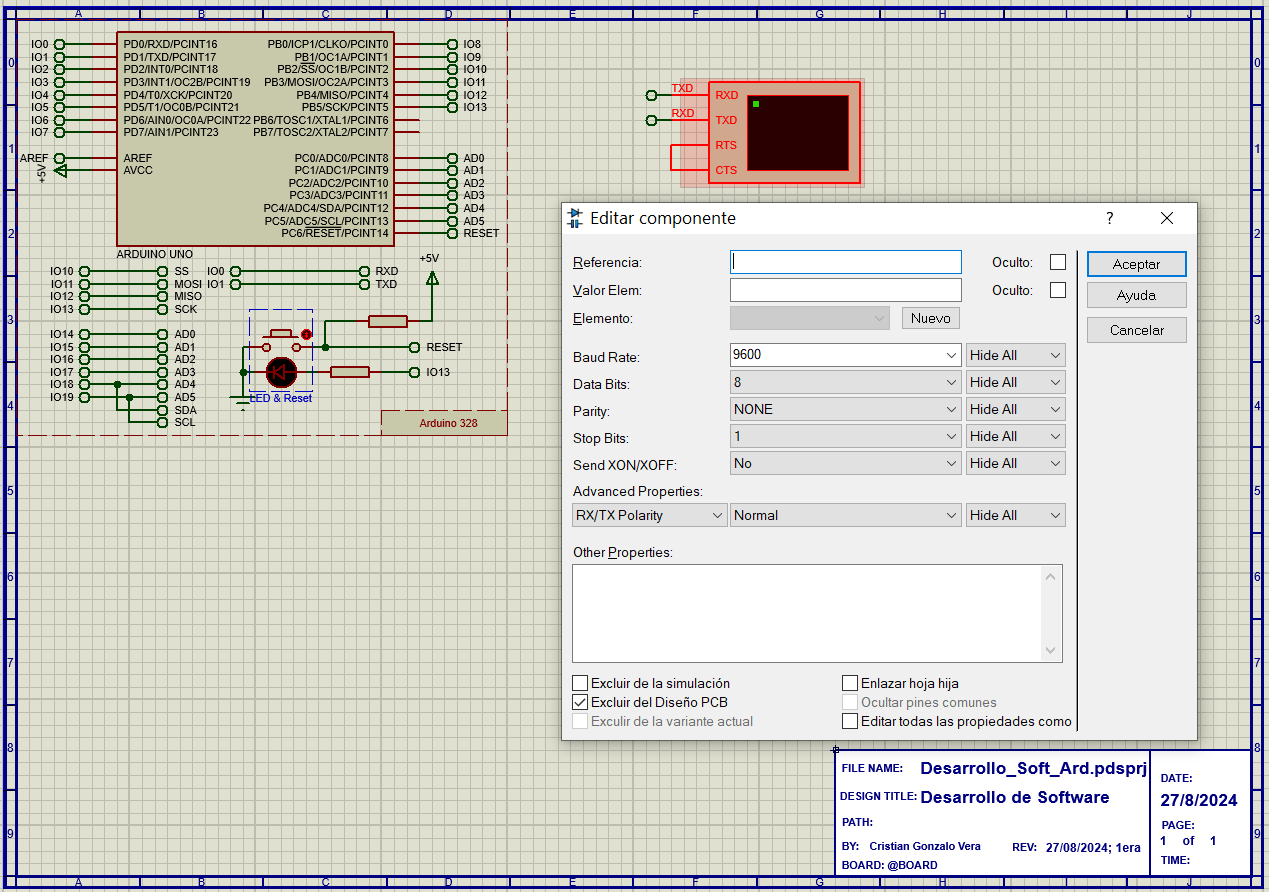 A B C D E F G H J
0
1
2
3
4
5
6
7
8
9
IO0 PD0/RXD/PCINT16 PB0/ICP1/CLKO/PCINT0 IO8
IO1 PD1/TXD/PCINT17 PB1/OC1A/PCINT1 IO9
IO2 PD2/INT0/PCINT18 PB2/SS/OC1B/PCINT2 IO10
IO3 PD3/INT1/OC2B/PCINT19 PB3/MOSI/OC2A/PCINT3 IO11
IO4 PD4/T0/XCK/PCINT20 PB4/MISO/PCINT4 IO12
IO5 PD5/T1/OC0B/PCINT21 PB5/SCK/PCINT5 IO13
IO6 PD6/AIN0/OC0A/PCINT22 PB6/TOSC1/XTAL1/PCINT6
IO7 PD7/AIN1/PCINT23 PB7/TOSC2/XTAL2/PCINT7
AREF AREF PC0/ADC0/PCINT8 AD0
+5V AVCC PC1/ADC1/PCINT9 AD1
PC2/ADC2/PCINT10 AD2
PC3/ADC3/PCINT11 AD3
PC4/ADC4/SDA/PCINT12 AD4
PC5/ADC5/SCL/PCINT13 AD5
PC6/RESET/PCINT14 RESET
ARDUINO UNO
IO10 SS IO0 RXD
IO11 MOSI IO1 TXD
IO12 MISO
IO13 SCK
+5V
IO14 AD0
IO15 AD1 RESET
IO16 AD2
IO17 AD3 IO13
IO18 AD4
IO19 AD5 LED & Reset
SDA
SCL
Arduino 328
TXD RXD
RXD TXD
RTS
CTS
Editar componente ?
Referencia: Oculto:
Valor Elem: Oculto:
Elemento: Nuevo
Baud Rate: 9600 Hide All
Data Bits: 8 Hide All
Parity: NONE Hide All
Stop Bits: 1 Hide All
Send XON/XOFF: No Hide All
Advanced Properties:
RX/TX Polarity Normal Hide All
Other Properties:
Excluir de la simulación
Excluir del Diseño PCB
Exculir de la variante actual
Enlazar hoja hija
Ocultar pines comunes
Editar todas las propiedades como
Aceptar
Ayuda
Cancelar
FILE NAME: Desarrollo_Soft_Ard.pdsprj
DESIGN TITLE: Desarrollo de Software
PATH:
BY: Cristian Gonzalo Vera REV: 27/08/2024; 1era
BOARD: @BOARD
DATE:
27/8/2024
PAGE:
1 of 1
TIME:
0
1
2
3
4
5
6
7
8
9
A B C D E F G H J